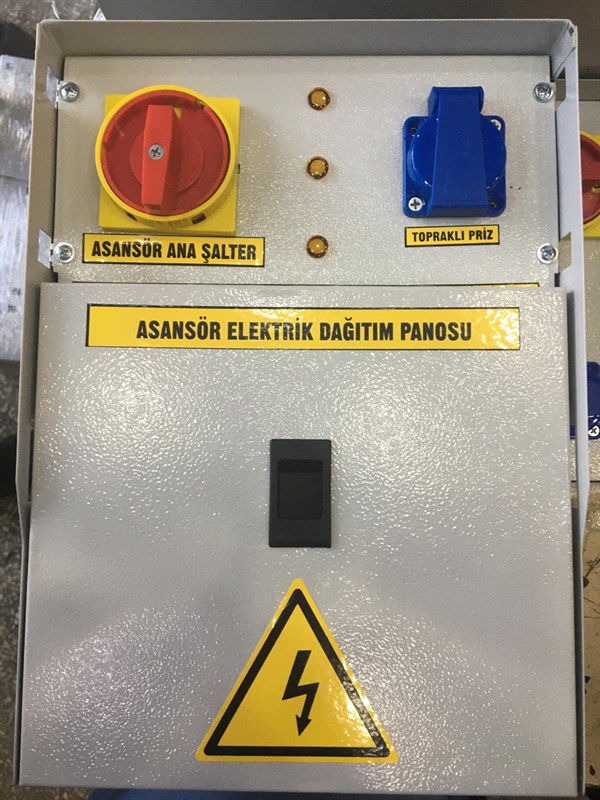 ASANSÖR ANA ŞALTER
TOPRAKLI PRİZ
ASANSÖR ELEKTRİK DAĞITIM PANOSU